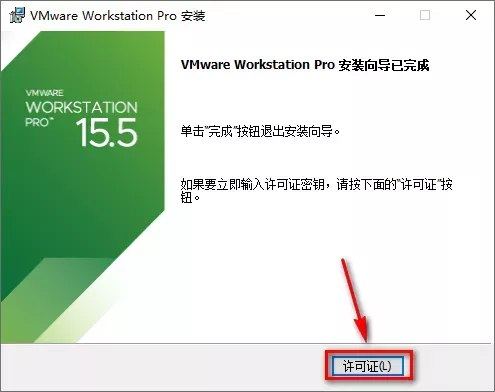 VMware Workstation Pro 安装
VMWARE
WORKSTATION
PRO™
15.5
VMware Workstation Pro 安装向导已完成
单击"完成"按钮退出安装向导。
如果要立即输入许可证密钥，请按下面的"许可证"按
钮。
许可证(L)